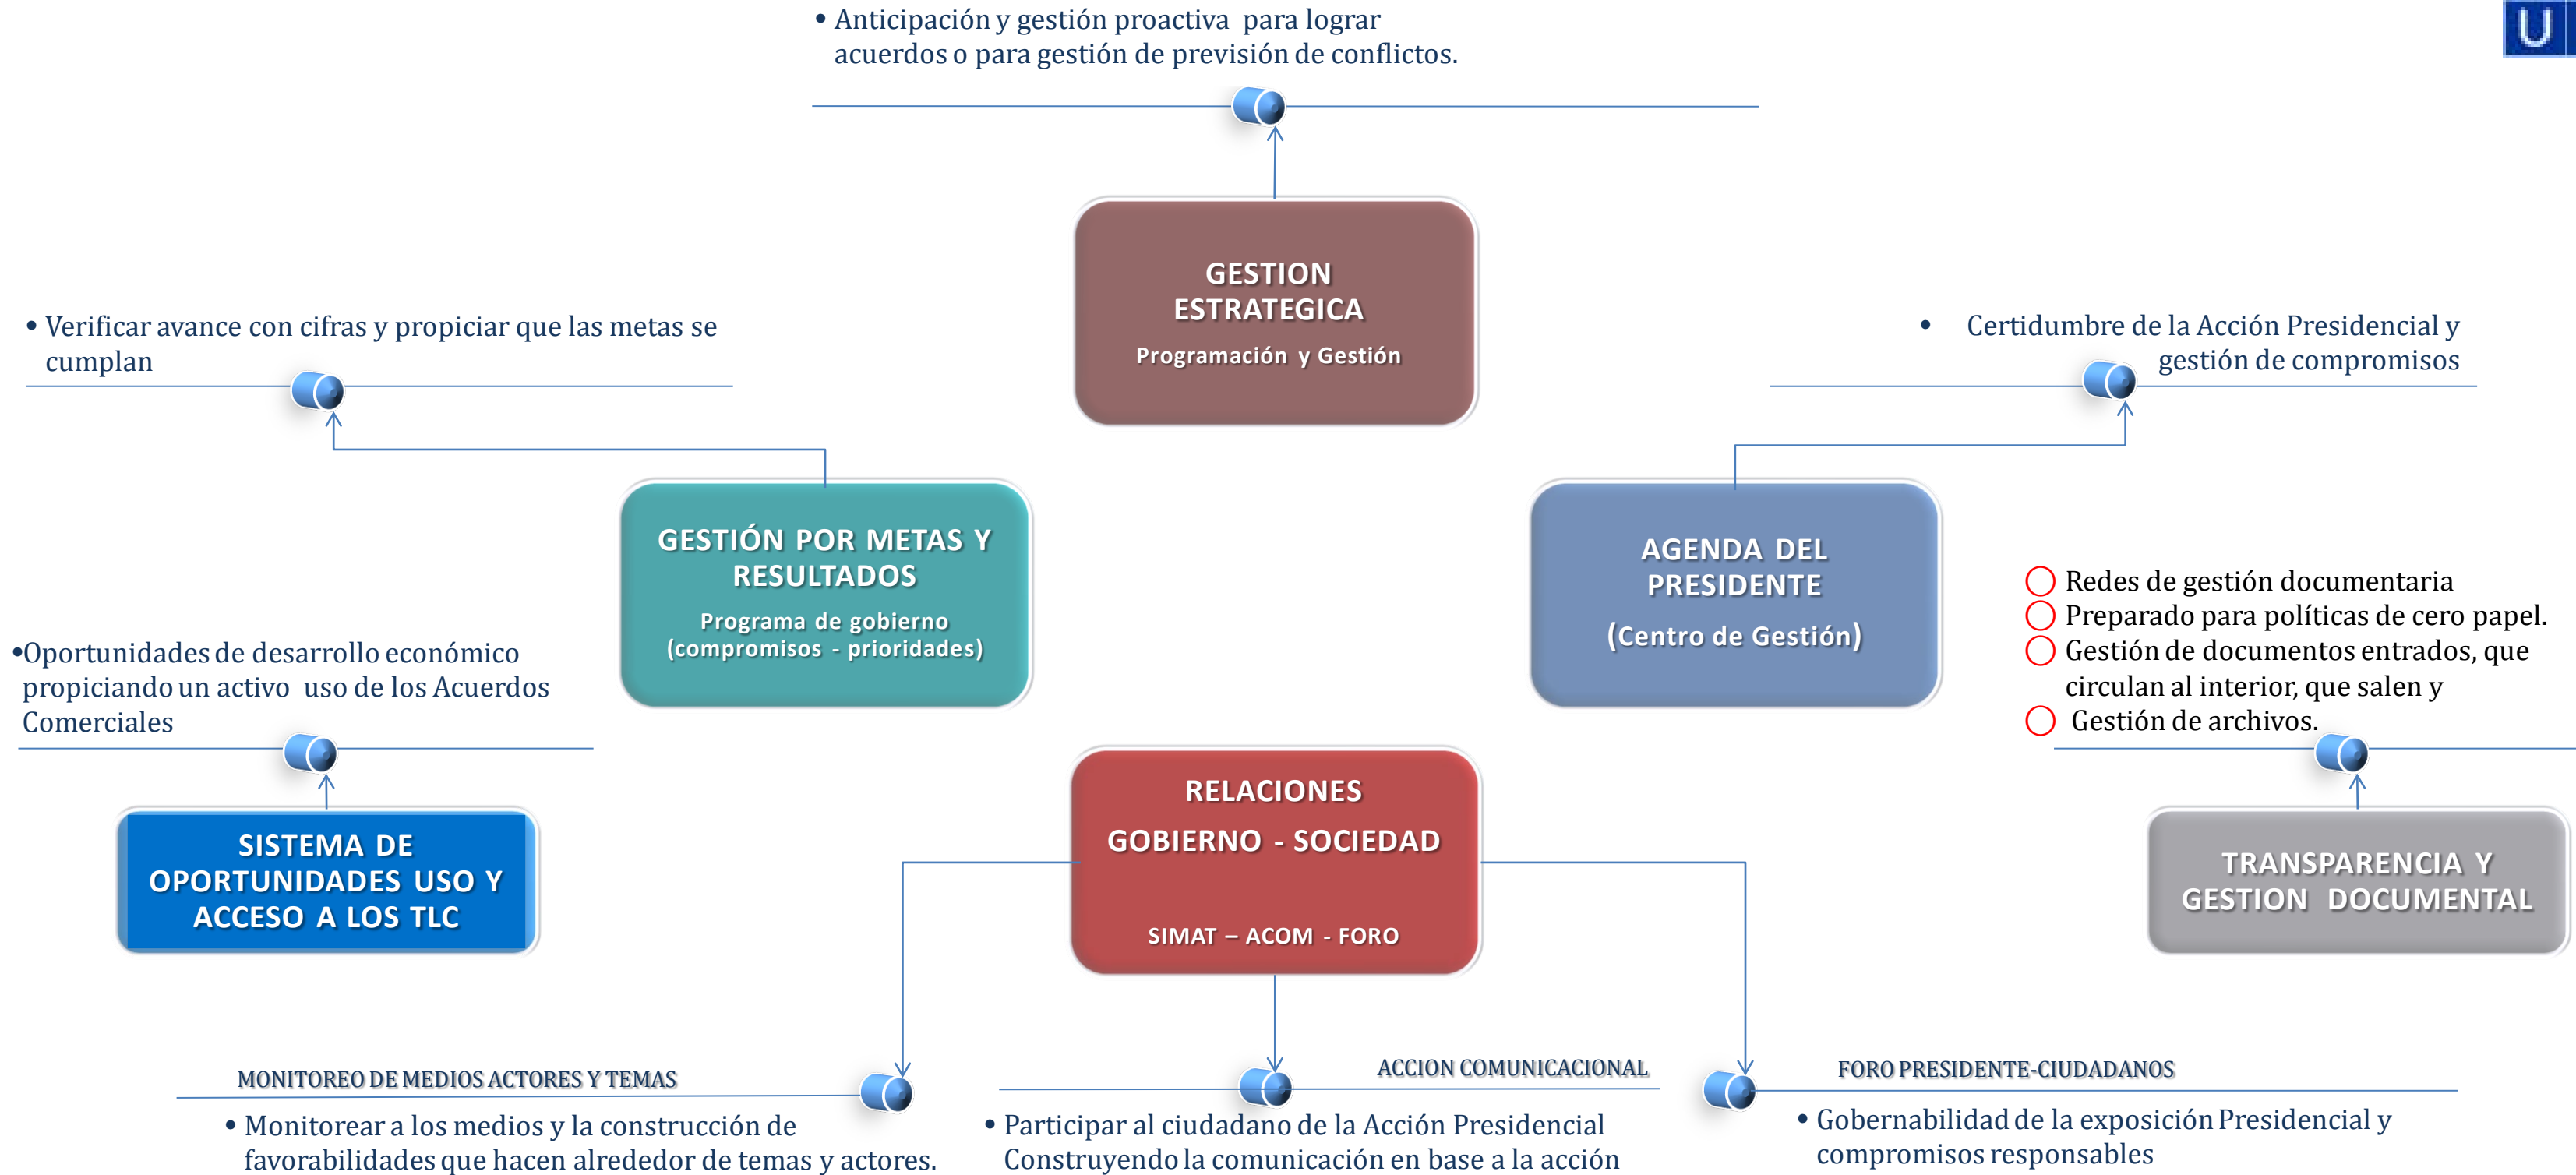 • Anticipación y gestión proactiva para lograr
acuerdos o para gestión de previsión de conflictos.
U
GESTION
ESTRATEGICA
Programación y Gestión
• Verificar avance con cifras y propiciar que las metas se
cumplan
• Certidumbre de la Acción Presidencial y
gestión de compromisos
GESTIÓN POR METAS Y
RESULTADOS
Programa de gobierno
(compromisos - prioridades)
AGENDA DEL
PRESIDENTE
(Centro de Gestión)
Redes de gestión documentaria
Preparado para políticas de cero papel.
Gestión de documentos entrados, que
circulan al interior, que salen y
Gestión de archivos.
•Oportunidades de desarrollo económico
propiciando un activo uso de los Acuerdos
Comerciales
SISTEMA DE
OPORTUNIDADES USO Y
ACCESO A LOS TLC
RELACIONES
GOBIERNO - SOCIEDAD
SIMAT – ACOM - FORO
TRANSPARENCIA Y
GESTION DOCUMENTAL
MONITOREO DE MEDIOS ACTORES Y TEMAS
• Monitorear a los medios y la construcción de
favorabilidades que hacen alrededor de temas y actores.
ACCION COMUNICACIONAL
• Participar al ciudadano de la Acción Presidencial
Construyendo la comunicación en base a la acción
FORO PRESIDENTE-CIUDADANOS
• Gobernabilidad de la exposición Presidencial y
compromisos responsables